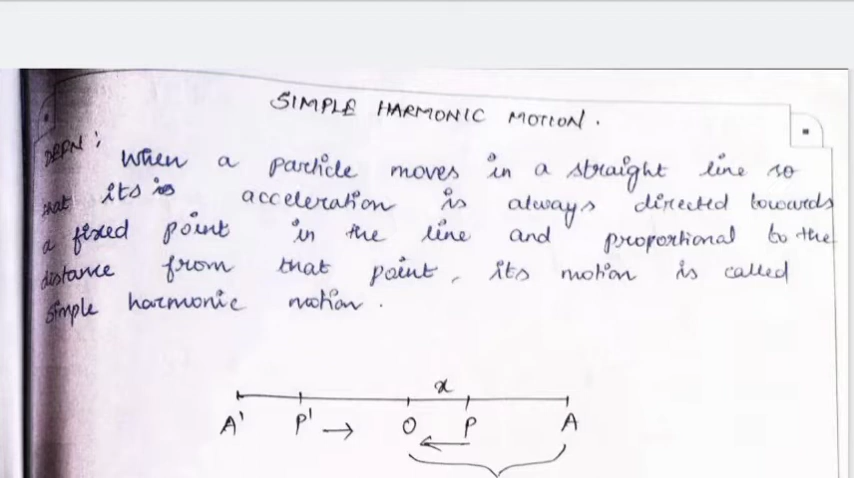 SIMPLE HARMONIC MOTION.
DEFN:
When a particle moves in a straight line so
that its acceleration is always directed towards
a fixed point in the line and proportional to the
distance from that point, its motion is called
simple harmonic motion.
x
A' P' → O P A